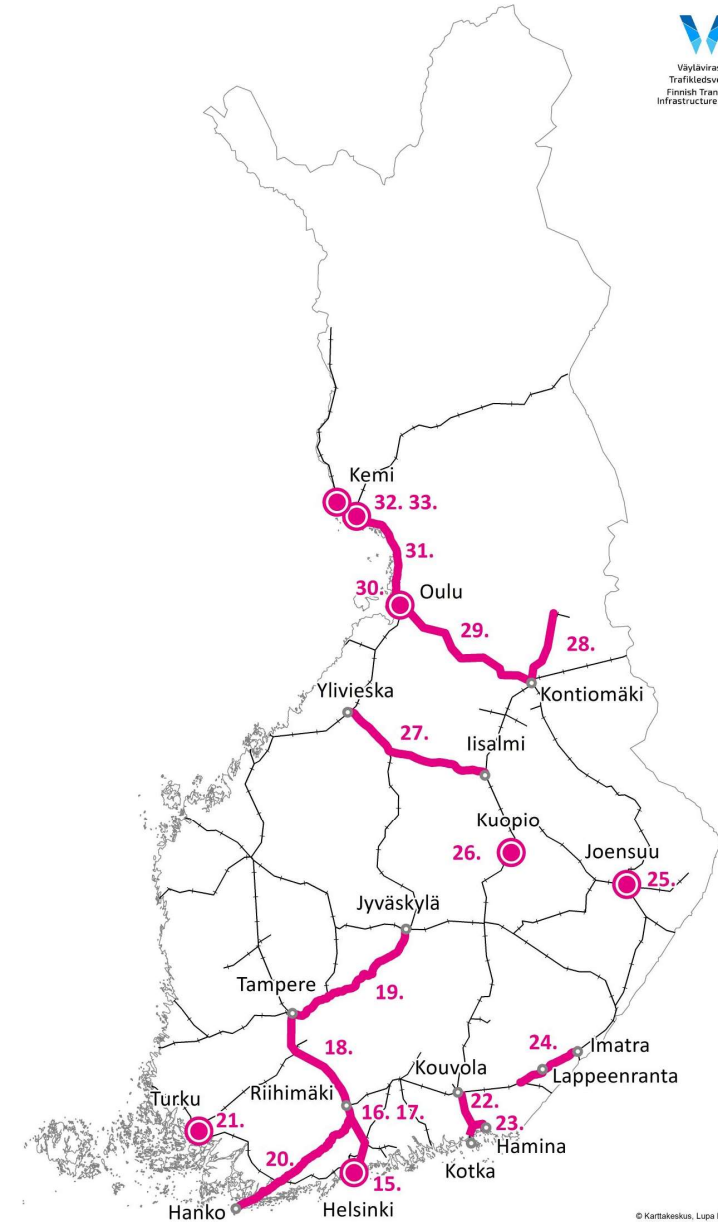 Väylävira
Trafikledsv
Finnish Tran
Infrastructure
Kemi
32. 33.
31.
30.
Oulu
29.
28.
Kontiomäki
Ylivieska
27.
Iisalmi
Kuopio
26.
Joensuu
25.
Jyväskylä
Tampere
19.
18.
24.
Imatra
Lappeenranta
Kouvola
22.
23.
Hamina
Kotka
Riihimäki
16. 17.
Turku
21.
20.
15.
Hanko
Helsinki
© Karttakeskus, Lupa